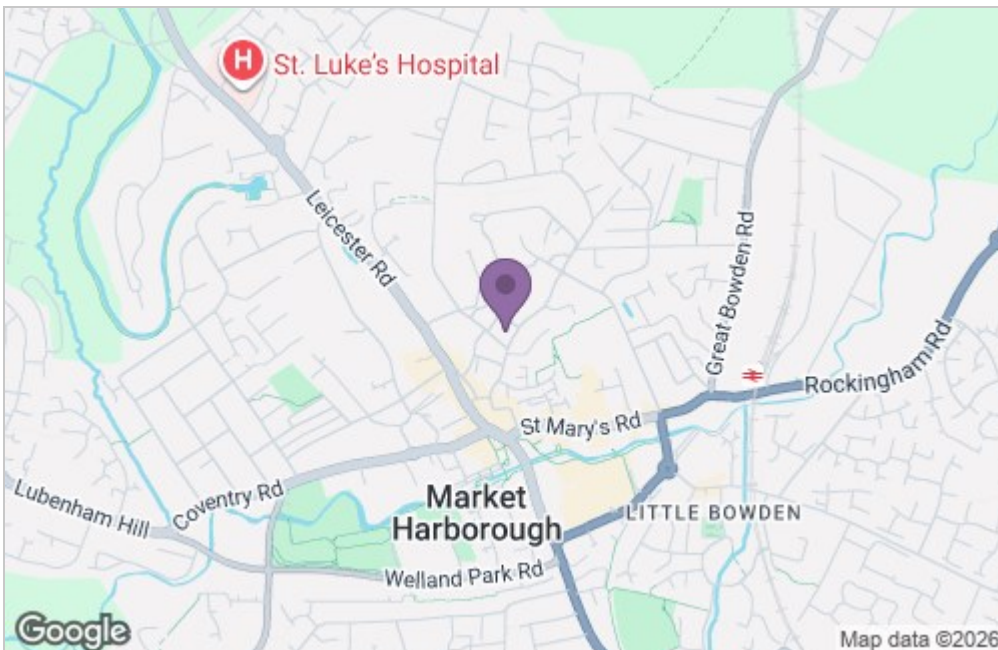 H
St. Luke's Hospital
Leicester Rd
Great Bowden Rd
Rockingham Rd
St Mary's Rd
Coventry Rd
Lubenham Hill
Market
Harborough
LITTLE BOWDEN
Welland Park Rd
Google
Map data ©2026